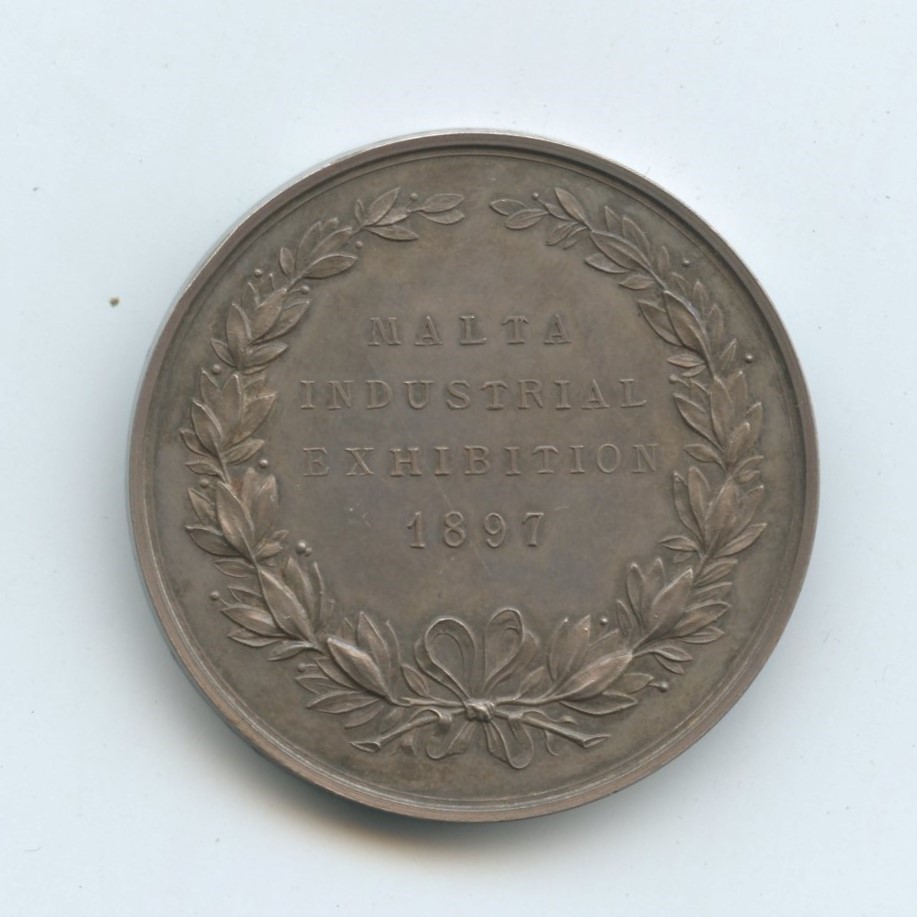 MALTA
INDUSTRIAL
EXHIBITION
1897